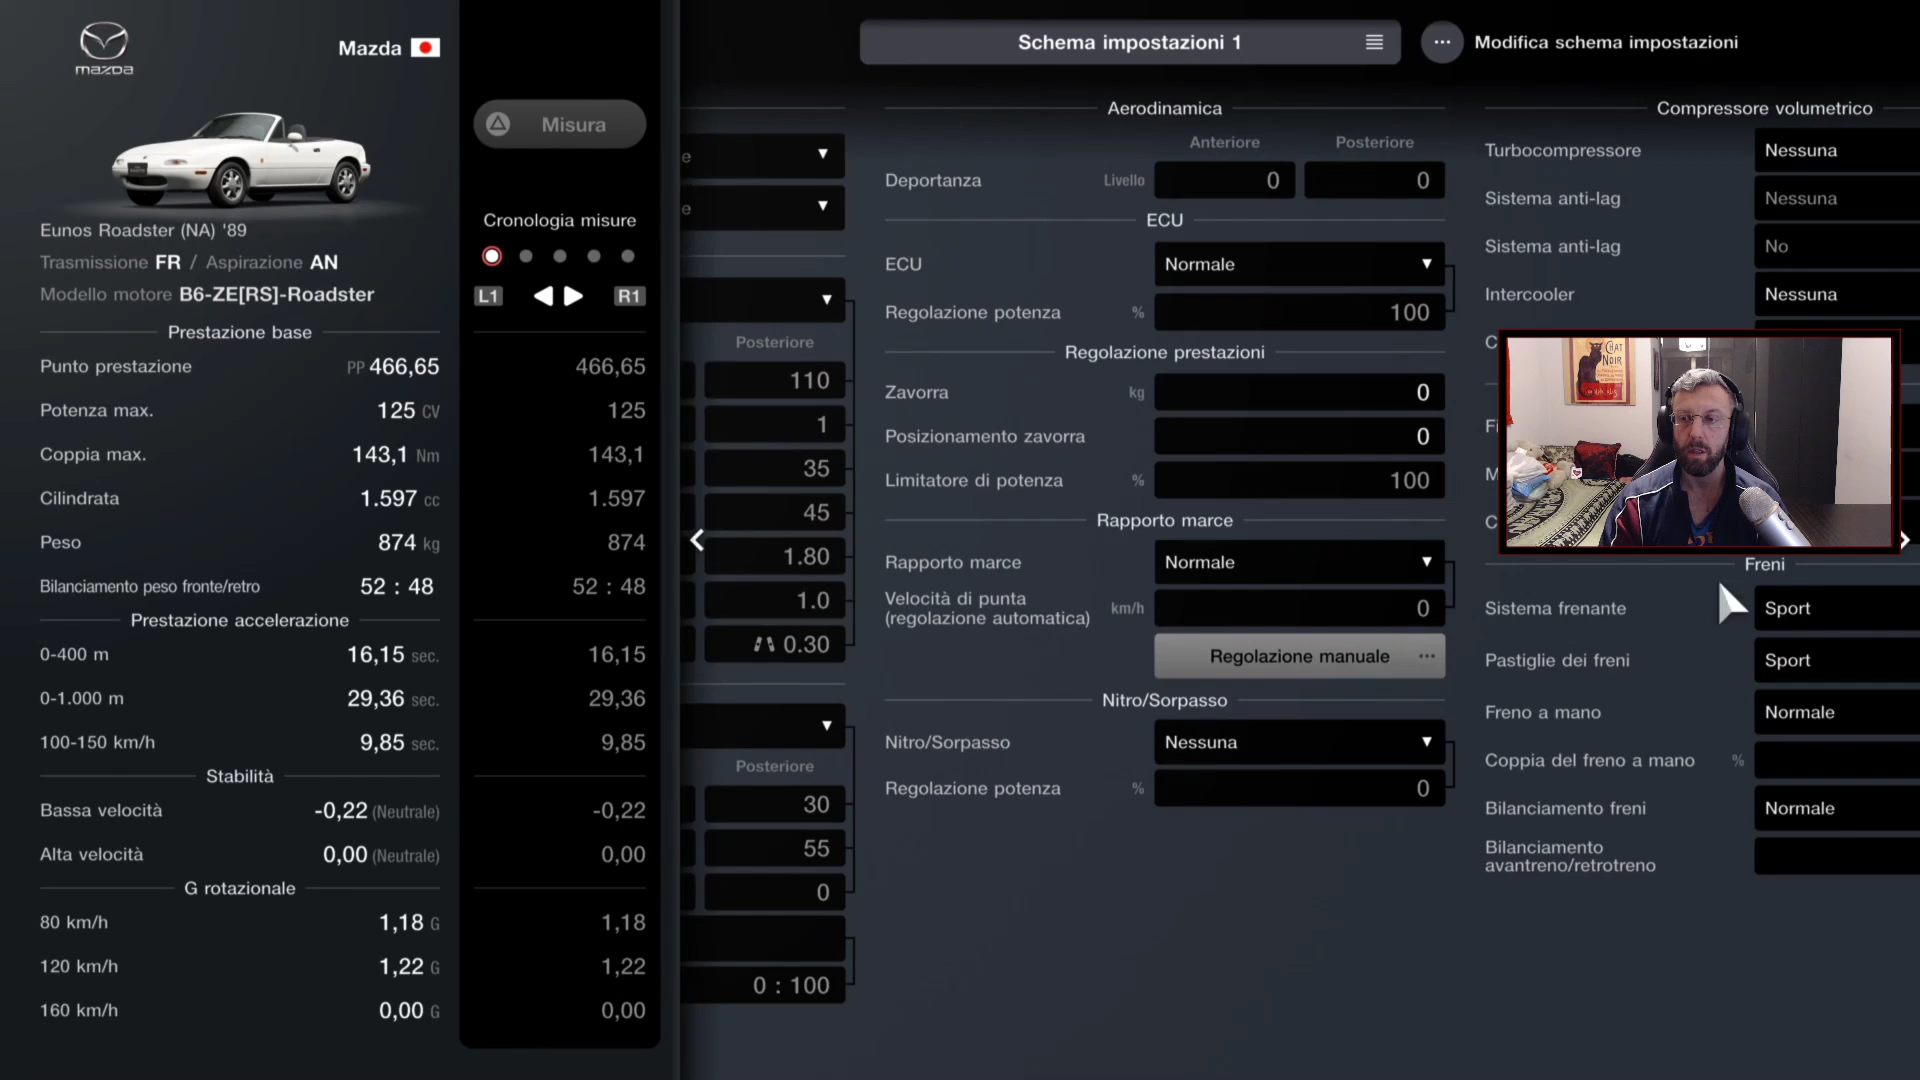 mazda
Mazda
Eunos Roadster (NA) '89
Trasmissione FR / Aspirazione AN
Modello motore B6-ZE[RS]-Roadster
Prestazione base
Punto prestazione PP 466,65
Potenza max. 125 CV
Coppia max. 143,1 Nm
Cilindrata 1.597 cc
Peso 874 kg
Bilanciamento peso fronte/retro 52 : 48
Prestazione accelerazione
0-400 m 16,15 sec.
0-1.000 m 29,36 sec.
100-150 km/h 9,85 sec.
Stabilità
Bassa velocità -0,22 (Neutrale)
Alta velocità 0,00 (Neutrale)
G rotazionale
80 km/h 1,18 G
120 km/h 1,22 G
160 km/h 0,00 G
Misura
Cronologia misure
L1 R1
466,65
125
143,1
1.597
874
52 : 48
16,15
29,36
9,85
-0,22
0,00
1,18
1,22
0,00
Schema impostazioni 1
Modifica schema impostazioni
e
e
Posteriore
110
1
35
45
1.80
1.0
0.30
Posteriore
30
55
0
0 : 100
Aerodinamica
Anteriore Posteriore
Deportanza Livello 0 0
ECU
ECU Normale
Regolazione potenza % 100
Regolazione prestazioni
Zavorra kg 0
Posizionamento zavorra 0
Limitatore di potenza % 100
Rapporto marce
Rapporto marce Normale
Velocità di punta
(regolazione automatica) km/h 0
Regolazione manuale
Nitro/Sorpasso
Nitro/Sorpasso Nessuna
Regolazione potenza % 0
Compressore volumetrico
Turbocompressore Nessuna
Sistema anti-lag Nessuna
Sistema anti-lag No
Intercooler Nessuna
C
Fi
M
C
CHAT
NOIR
Freni
Sistema frenante Sport
Pastiglie dei freni Sport
Freno a mano Normale
Coppia del freno a mano %
Bilanciamento freni Normale
Bilanciamento
avantreno/retrotreno